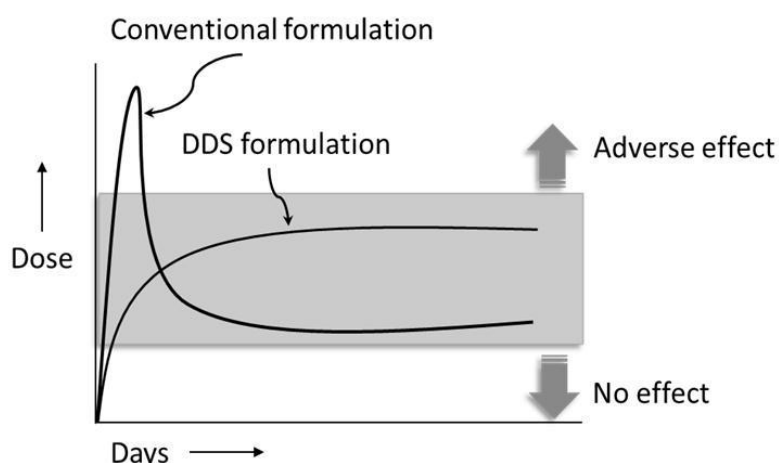 Conventional formulation
DDS formulation
Adverse effect
Dose
No effect
Days